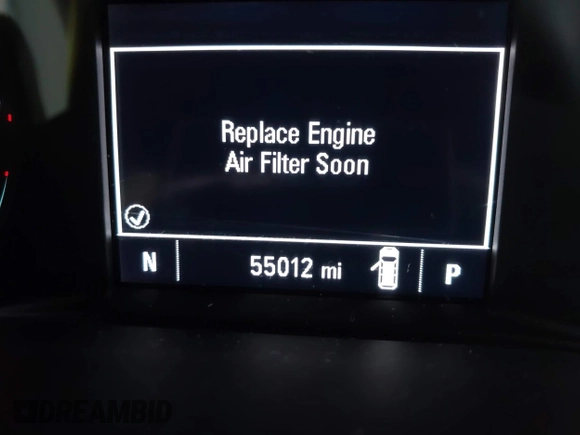 Replace Engine
Air Filter Soon
N 55012 mi P
DREAMBID